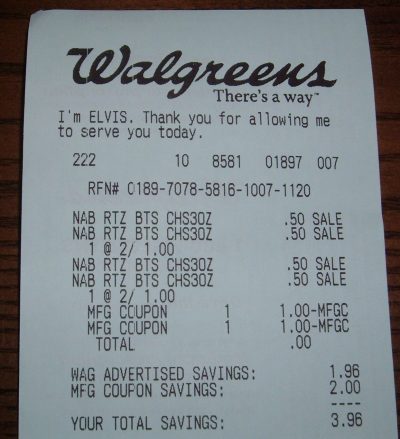 Walgreens
There's a way™
I'm ELVIS. Thank you for allowing me
to serve you today.
222 10 8581 01897 007
RFN# 0189-7078-5816-1007-1120
NAB RTZ BTS CHS3OZ .50 SALE
NAB RTZ BTS CHS3OZ .50 SALE
1 @ 2/ 1.00
NAB RTZ BTS CHS3OZ .50 SALE
NAB RTZ BTS CHS3OZ .50 SALE
1 @ 2/ 1.00
MFG COUPON 1 1.00-MFGC
MFG COUPON 1 1.00-MFGC
TOTAL .00
WAG ADVERTISED SAVINGS: 1.96
MFG COUPON SAVINGS: 2.00
----
YOUR TOTAL SAVINGS: 3.96